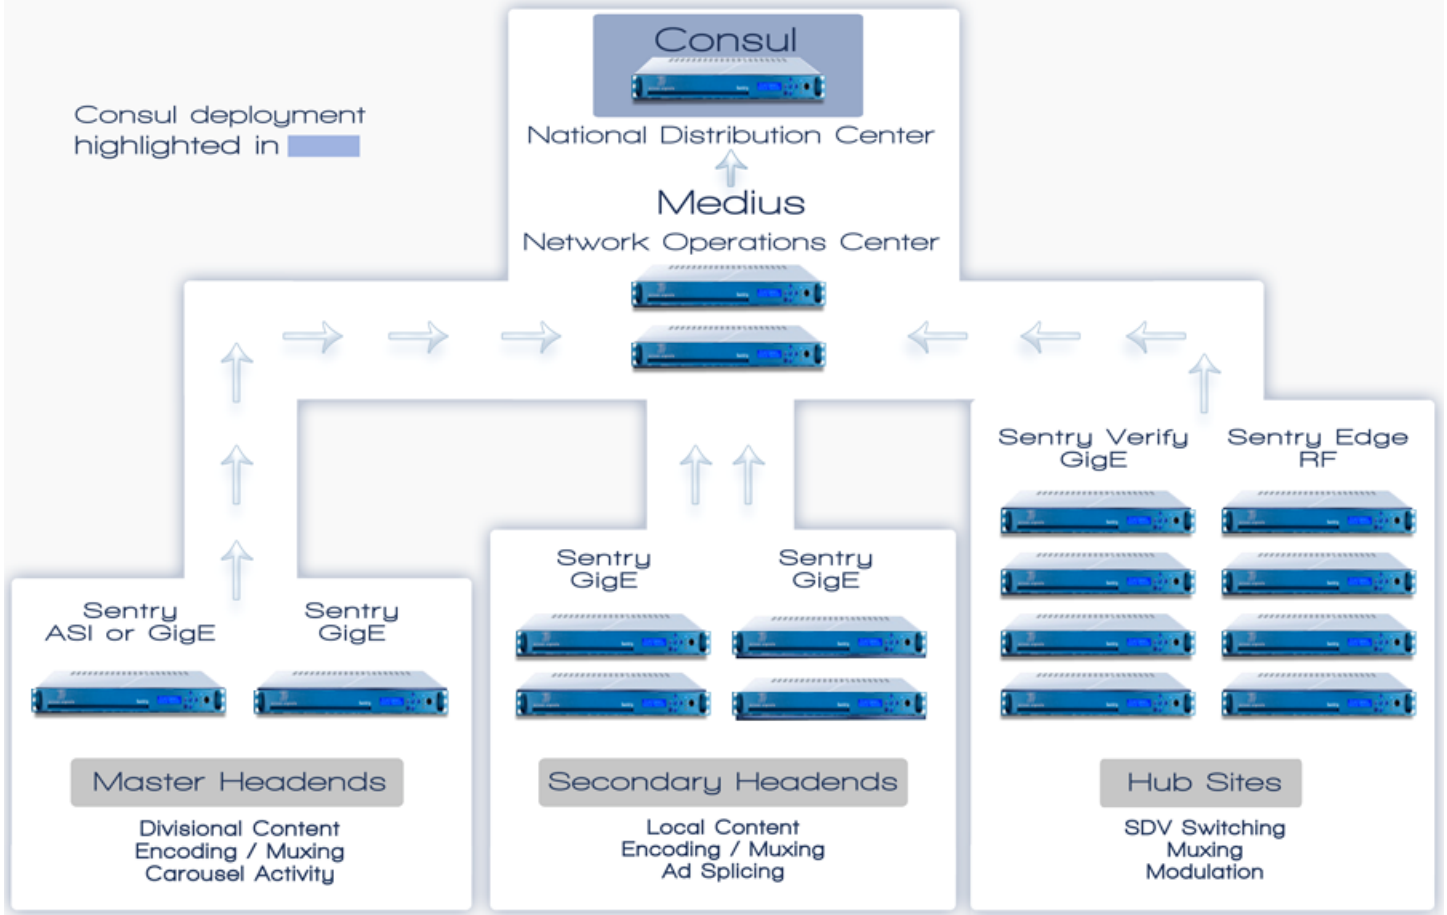 Consul
Consul deployment
highlighted in
National Distribution Center
Medius
Network Operations Center
Sentry
ASI or GigE
Sentry
GigE
Sentry
GigE
Sentry
GigE
Sentry Verify
GigE
Sentry Edge
RF
Master Headends
Divisional Content
Encoding / Muxing
Carousel Activity
Secondary Headends
Local Content
Encoding / Muxing
Ad Splicing
Hub Sites
SDV Switching
Muxing
Modulation